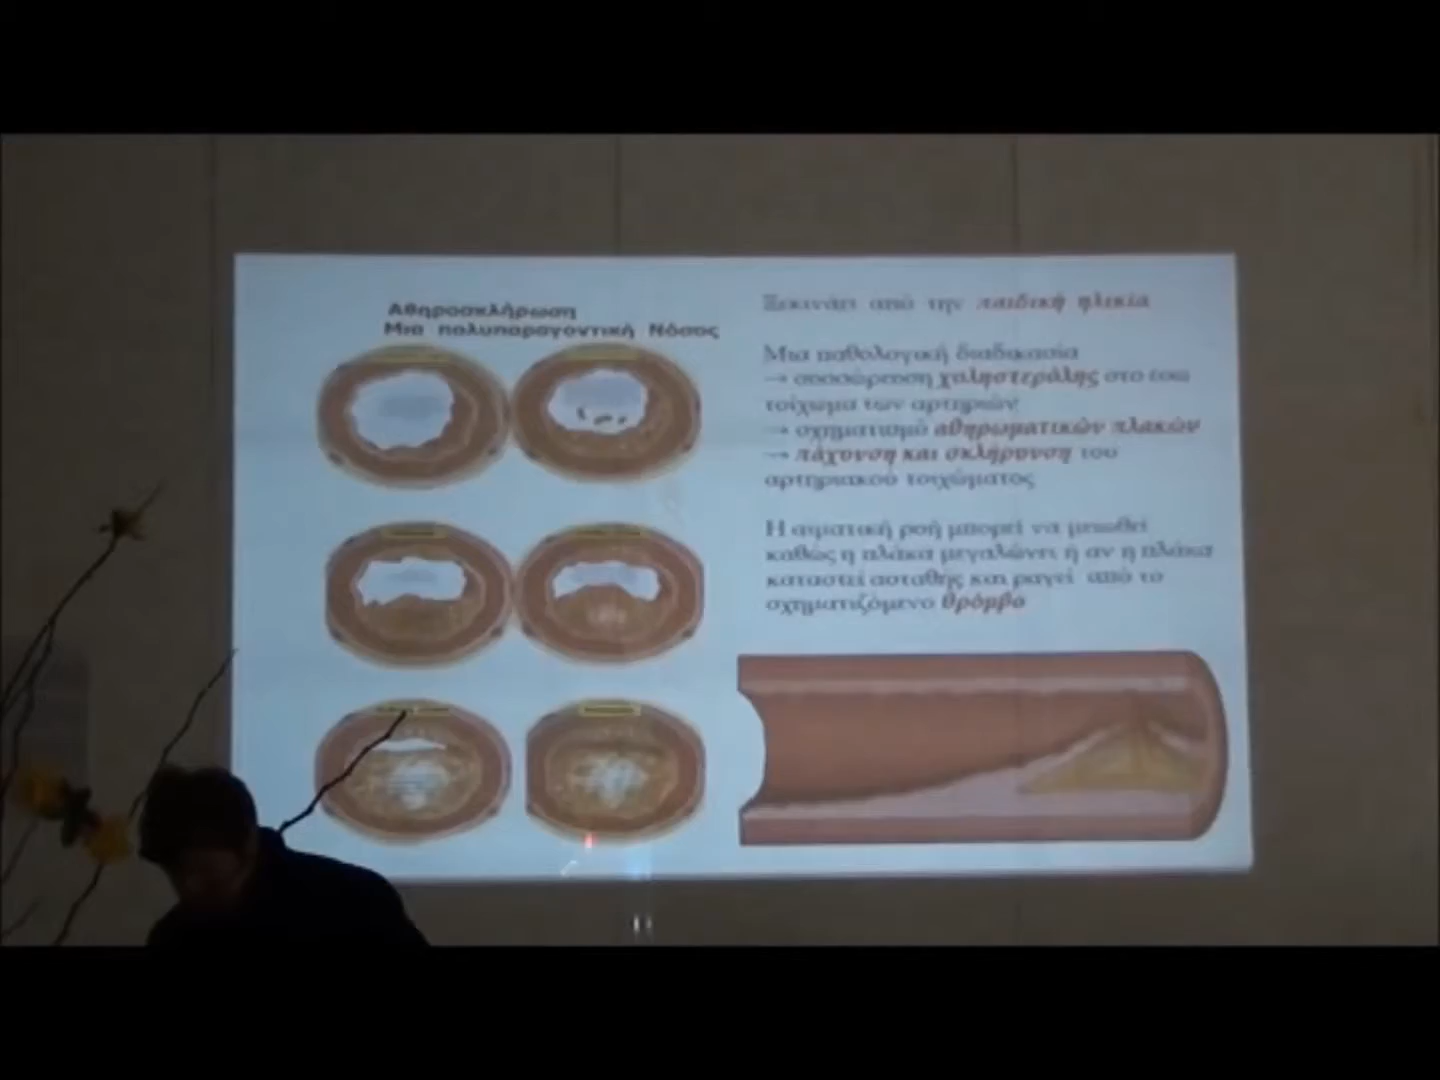 Αθηροσκλήρωση
Μια πολυπαραγοντική Νόσος
Ξεκινάει από την παιδική ηλικία
Μια παθολογική διαδικασία
→ συσσώρευση χοληστερόλης στο έσω
τοίχωμα των αρτηριών
→ σχηματισμό αθηρωματικών πλακών
→ πάχυνση και σκλήρυνση του
αρτηριακού τοιχώματος
Η αιματική ροή μπορεί να μειωθεί
καθώς η πλάκα μεγαλώνει ή αν η πλάκα
καταστεί ασταθής και ραγεί από το
σχηματιζόμενο θρόμβο